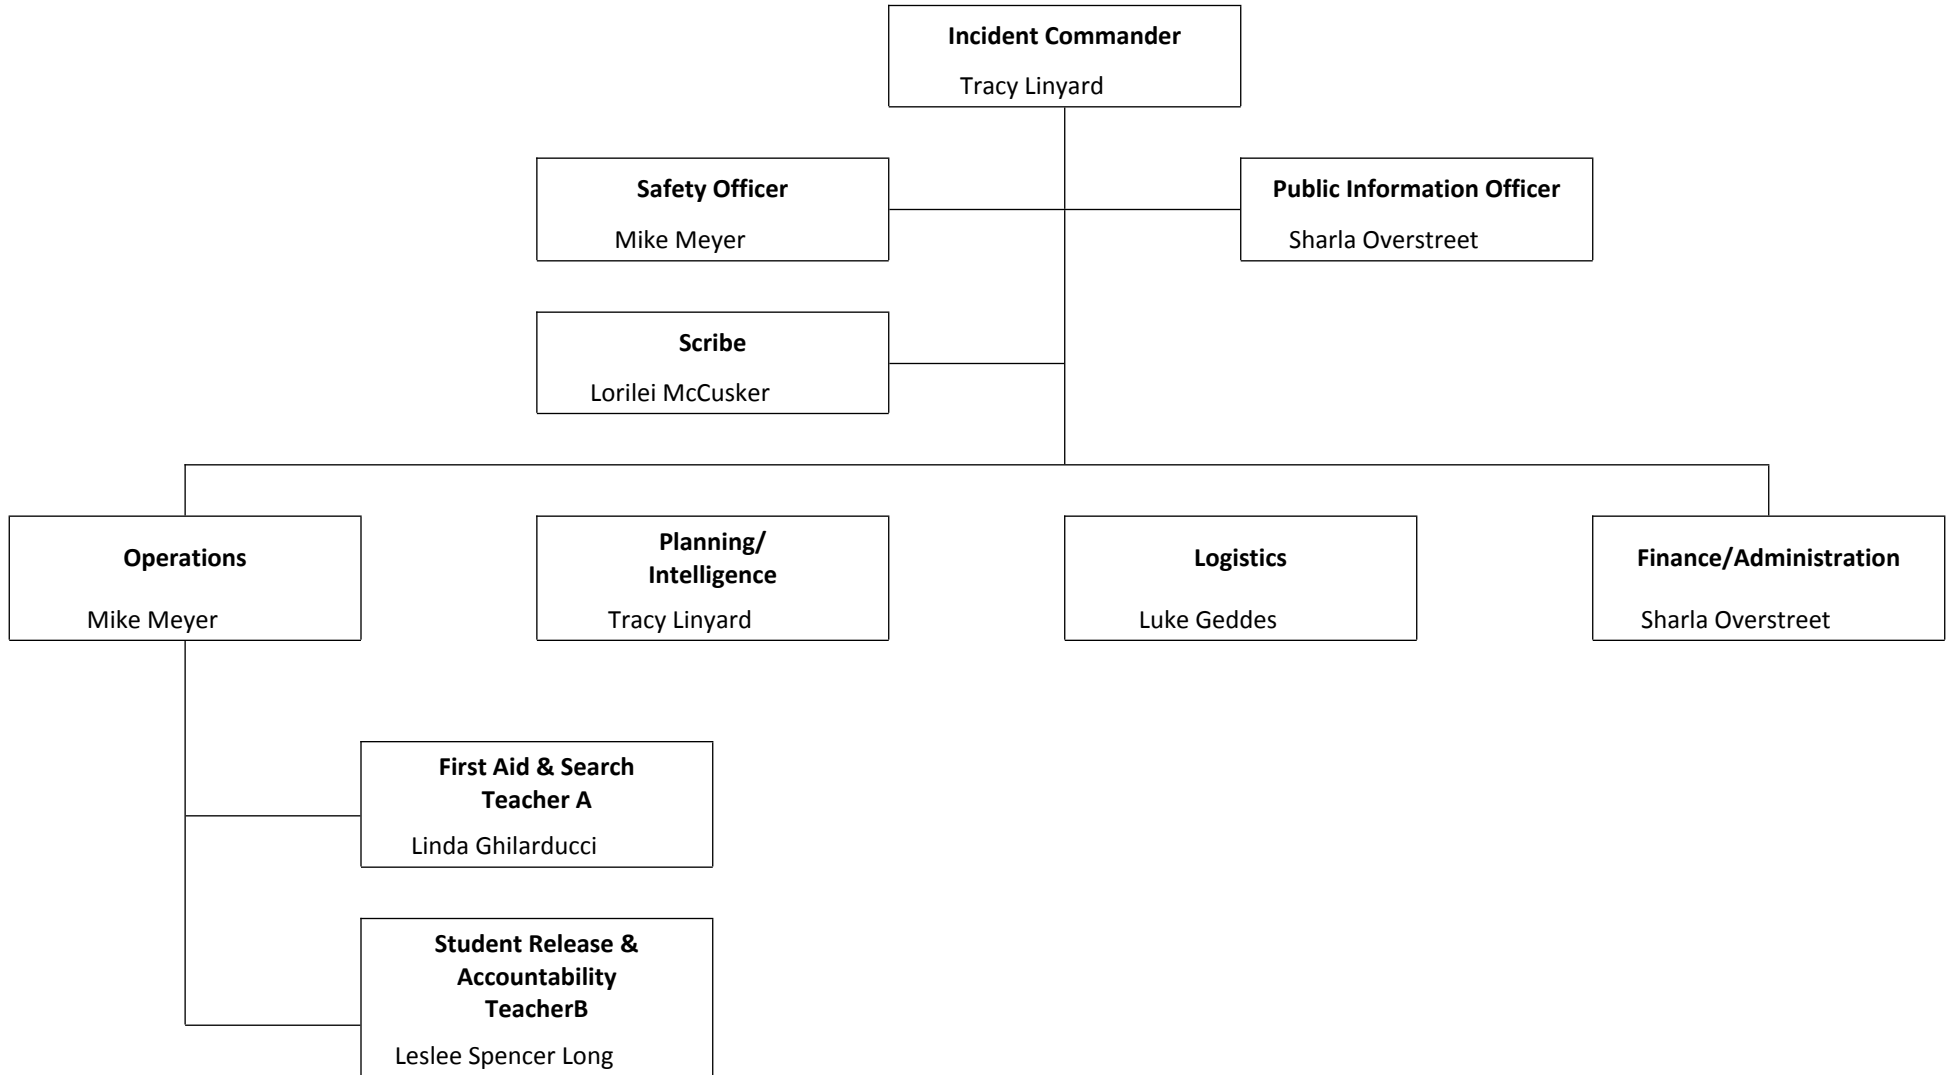 Incident Commander
Tracy Linyard
Safety Officer
Mike Meyer
Public Information Officer
Sharla Overstreet
Scribe
Lorilei McCusker
Operations
Mike Meyer
Planning/
Intelligence
Tracy Linyard
Logistics
Luke Geddes
Finance/Administration
Sharla Overstreet
First Aid & Search
Teacher A
Linda Ghilarducci
Student Release &
Accountability
TeacherB
Leslee Spencer Long